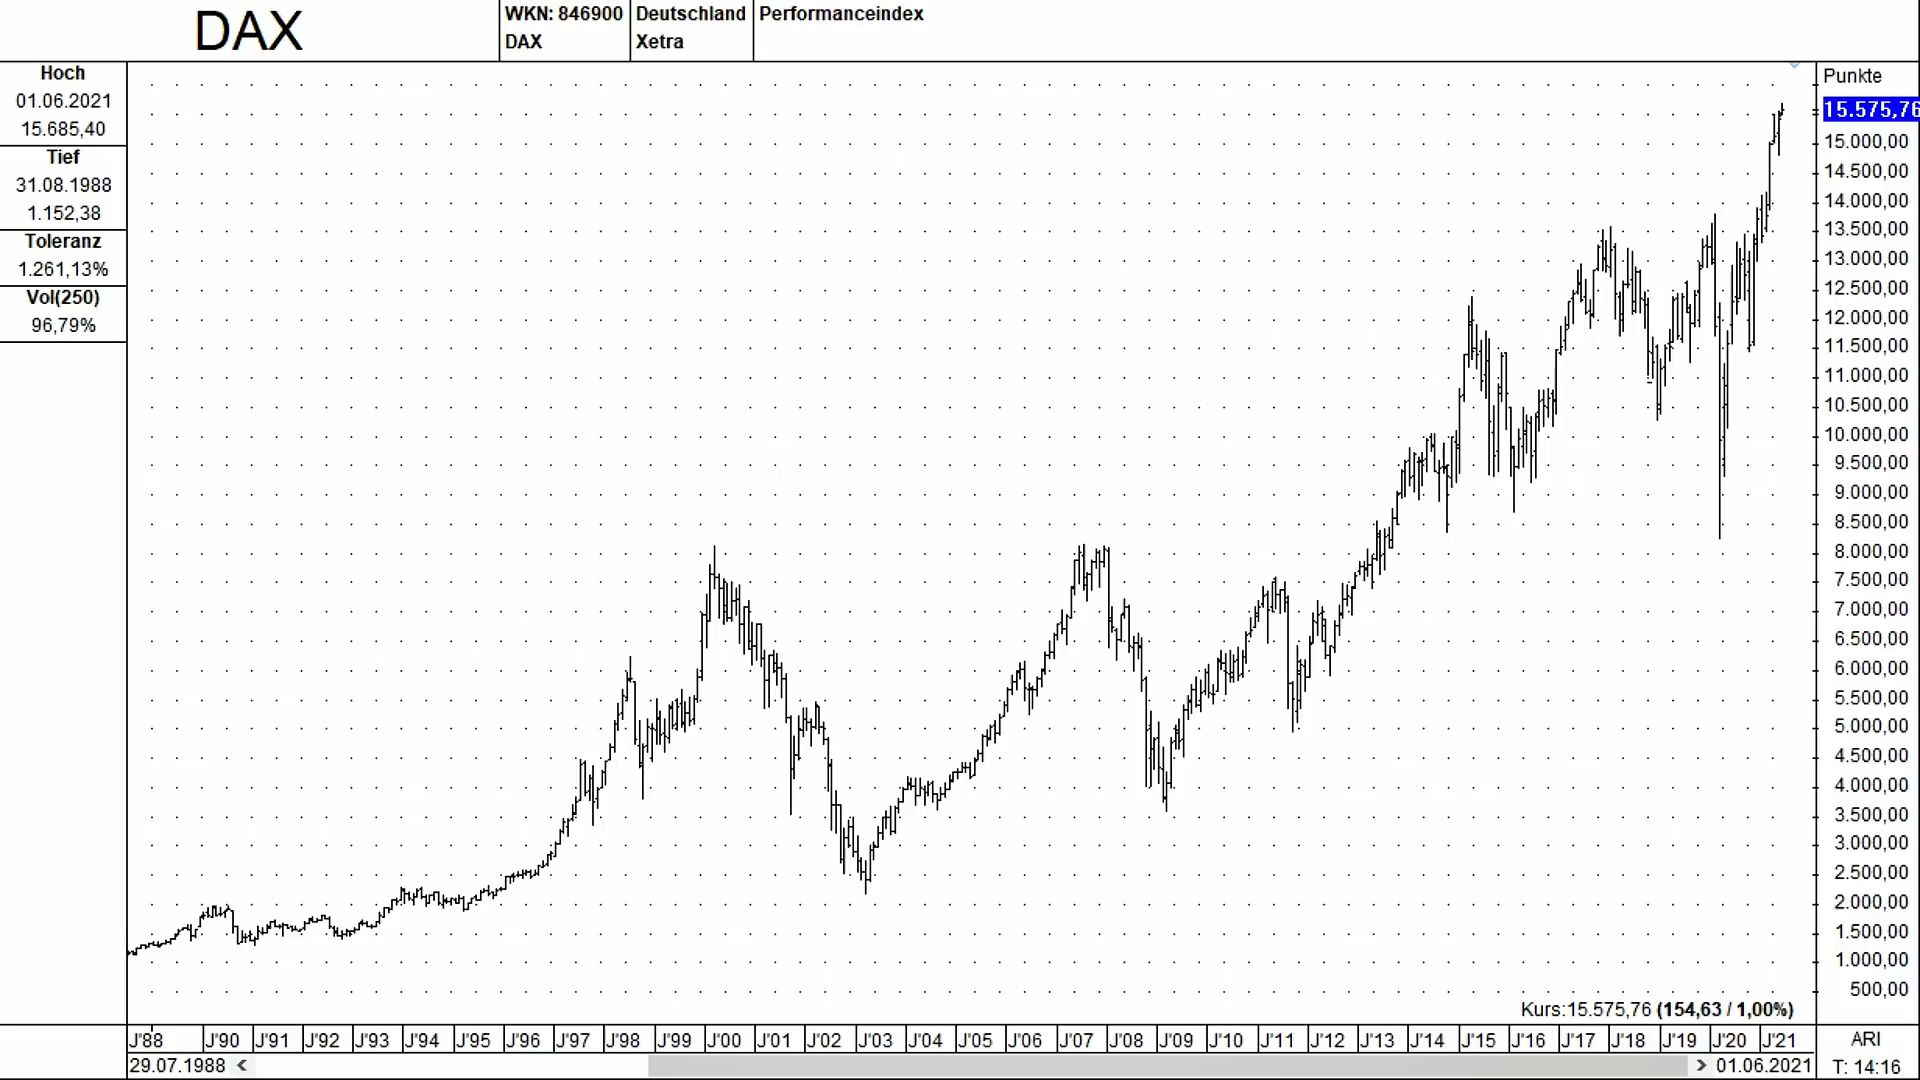 DAX
WKN: 846900
DAX
Deutschland
Xetra
Performanceindex
Hoch
01.06.2021
15.685,40
Tief
31.08.1988
1.152,38
Toleranz
1.261,13%
Vol(250)
96,79%
Punkte
15.575,76
15.000,00
14.500,00
14.000,00
13.500,00
13.000,00
12.500,00
12.000,00
11.500,00
11.000,00
10.500,00
10.000,00
9.500,00
9.000,00
8.500,00
8.000,00
7.500,00
7.000,00
6.500,00
6.000,00
5.500,00
5.000,00
4.500,00
4.000,00
3.500,00
3.000,00
2.500,00
2.000,00
1.500,00
1.000,00
500,00
Kurs:15.575,76 (154,63 / 1,00%)
J'88 J'90 J'91 J'92 J'93 J'94 J'95 J'96 J'97 J'98 J'99 J'00 J'01 J'02 J'03 J'04 J'05 J'06 J'07 J'08 J'09 J'10 J'11 J'12 J'13 J'14 J'15 J'16 J'17 J'18 J'19 J'20 J'21
ARI
29.07.1988 < > 01.06.2021
T: 14:16